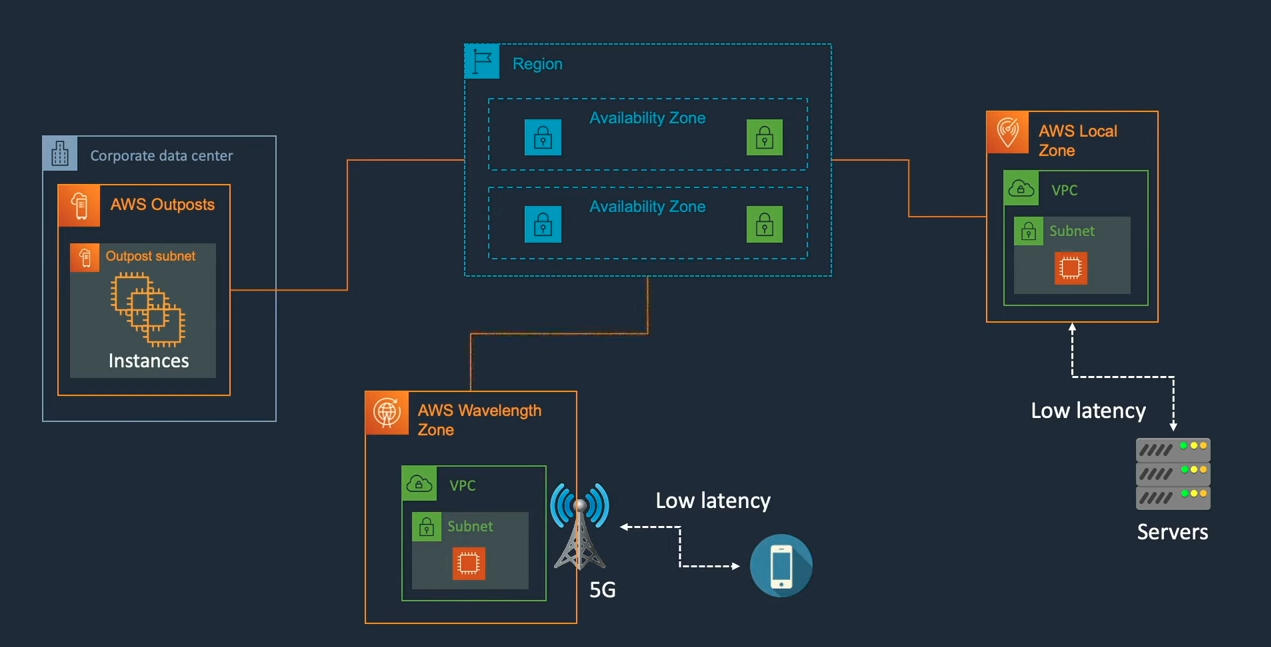 Region
Availability Zone
Availability Zone
Corporate data center
AWS Outposts
Outpost subnet
Instances
AWS Local
Zone
VPC
Subnet
Low latency
Servers
AWS Wavelength
Zone
VPC
Subnet
5G
Low latency